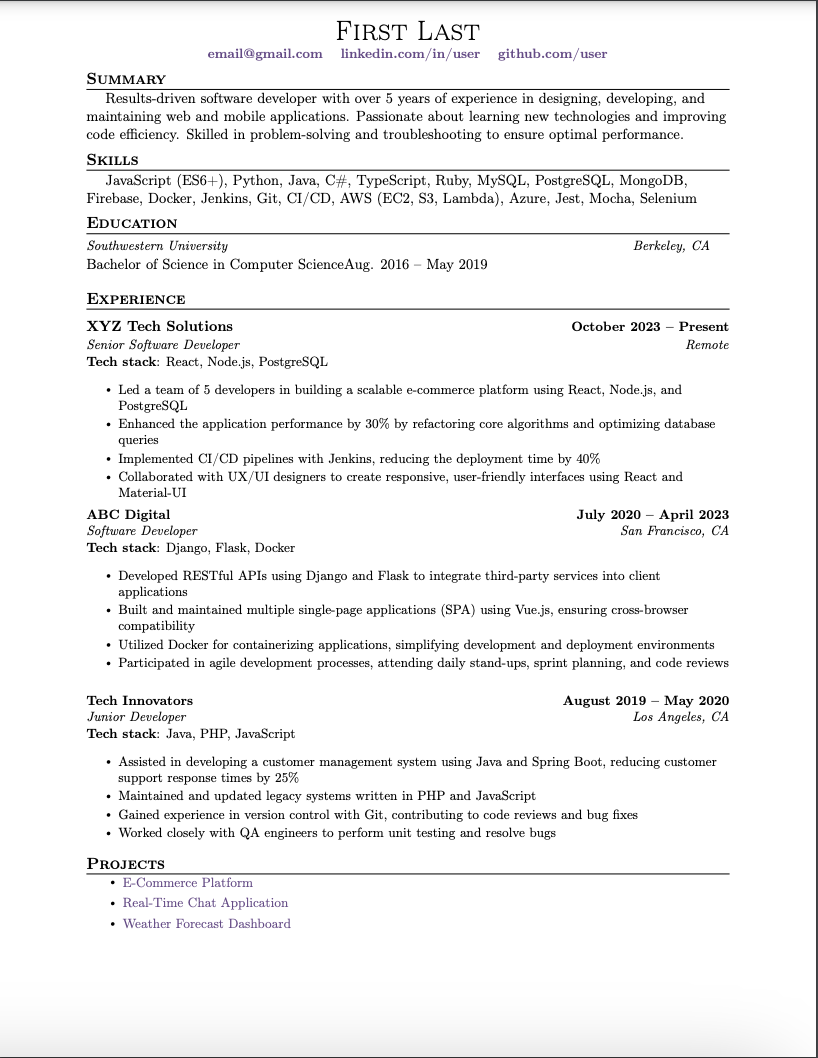 First Last
email@gmail.com linkedin.com/in/user github.com/user
Summary
Results-driven software developer with over 5 years of experience in designing, developing, and
maintaining web and mobile applications. Passionate about learning new technologies and improving
code efficiency. Skilled in problem-solving and troubleshooting to ensure optimal performance.
Skills
JavaScript (ES6+), Python, Java, C#, TypeScript, Ruby, MySQL, PostgreSQL, MongoDB,
Firebase, Docker, Jenkins, Git, CI/CD, AWS (EC2, S3, Lambda), Azure, Jest, Mocha, Selenium
Education
Southwestern University Berkeley, CA
Bachelor of Science in Computer ScienceAug. 2016 – May 2019
Experience
XYZ Tech Solutions October 2023 – Present
Senior Software Developer Remote
Tech stack: React, Node.js, PostgreSQL
• Led a team of 5 developers in building a scalable e-commerce platform using React, Node.js, and
PostgreSQL
• Enhanced the application performance by 30% by refactoring core algorithms and optimizing database
queries
• Implemented CI/CD pipelines with Jenkins, reducing the deployment time by 40%
• Collaborated with UX/UI designers to create responsive, user-friendly interfaces using React and
Material-UI
ABC Digital July 2020 – April 2023
Software Developer San Francisco, CA
Tech stack: Django, Flask, Docker
• Developed RESTful APIs using Django and Flask to integrate third-party services into client
applications
• Built and maintained multiple single-page applications (SPA) using Vue.js, ensuring cross-browser
compatibility
• Utilized Docker for containerizing applications, simplifying development and deployment environments
• Participated in agile development processes, attending daily stand-ups, sprint planning, and code reviews
Tech Innovators August 2019 – May 2020
Junior Developer Los Angeles, CA
Tech stack: Java, PHP, JavaScript
• Assisted in developing a customer management system using Java and Spring Boot, reducing customer
support response times by 25%
• Maintained and updated legacy systems written in PHP and JavaScript
• Gained experience in version control with Git, contributing to code reviews and bug fixes
• Worked closely with QA engineers to perform unit testing and resolve bugs
Projects
• E-Commerce Platform
• Real-Time Chat Application
• Weather Forecast Dashboard